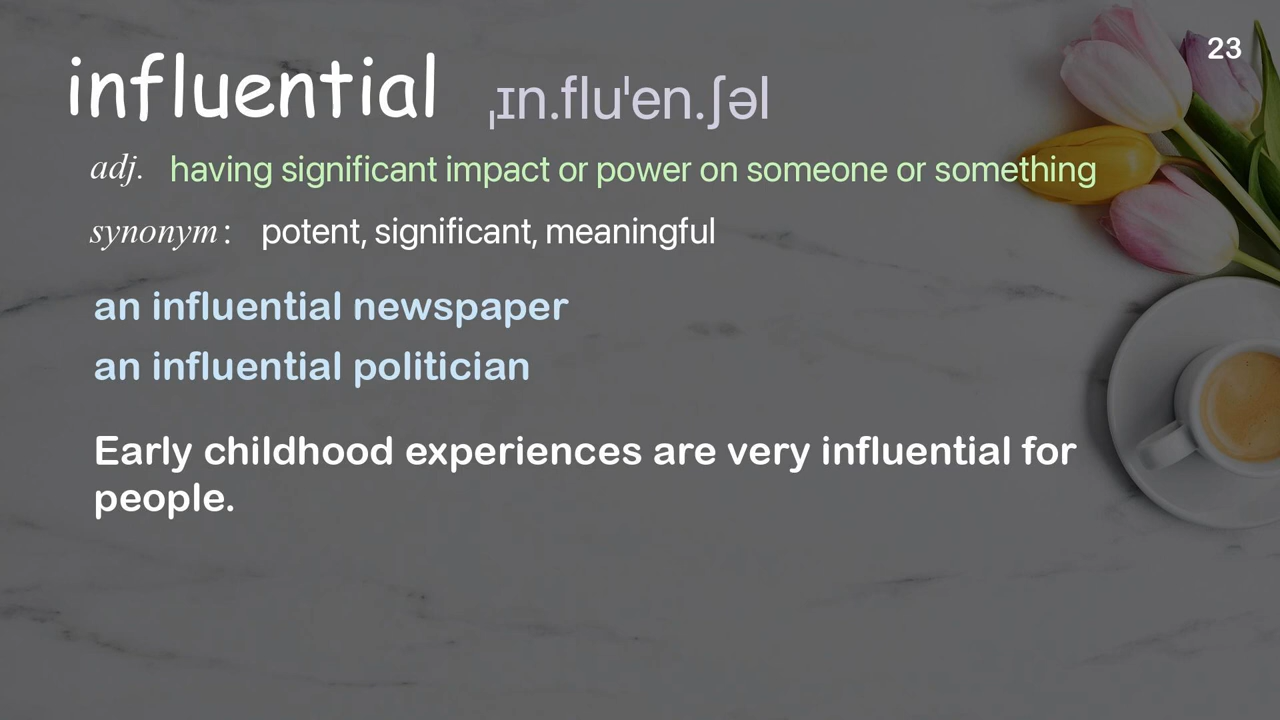 23
influential ˌɪn.fluˈen.ʃəl
adj. having significant impact or power on someone or something
synonym: potent, significant, meaningful
an influential newspaper
an influential politician
Early childhood experiences are very influential for
people.